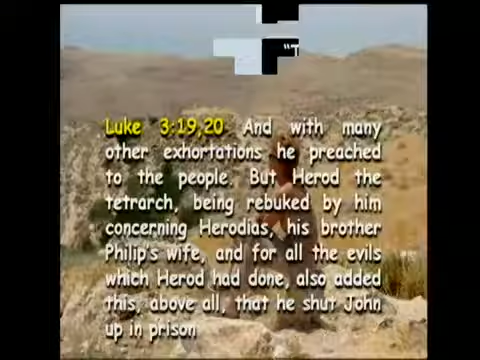 "T
Luke 3:19,20- And with many
other exhortations he preached
to the people. But Herod the
tetrarch, being rebuked by him
concerning Herodias, his brother
Philip's wife, and for all the evils
which Herod had done, also added
this, above all, that he shut John
up in prison